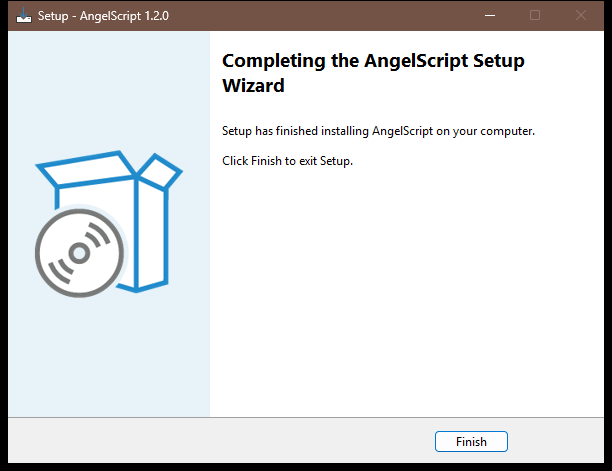 Setup - AngelScript 1.2.0
Completing the AngelScript Setup
Wizard
Setup has finished installing AngelScript on your computer.
Click Finish to exit Setup.
Finish